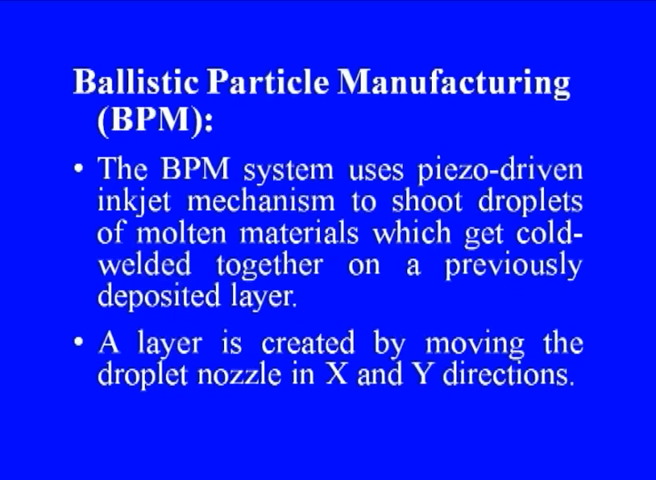 Ballistic Particle Manufacturing
(BPM):
• The BPM system uses piezo-driven
inkjet mechanism to shoot droplets
of molten materials which get cold-
welded together on a previously
deposited layer.
• A layer is created by moving the
droplet nozzle in X and Y directions.